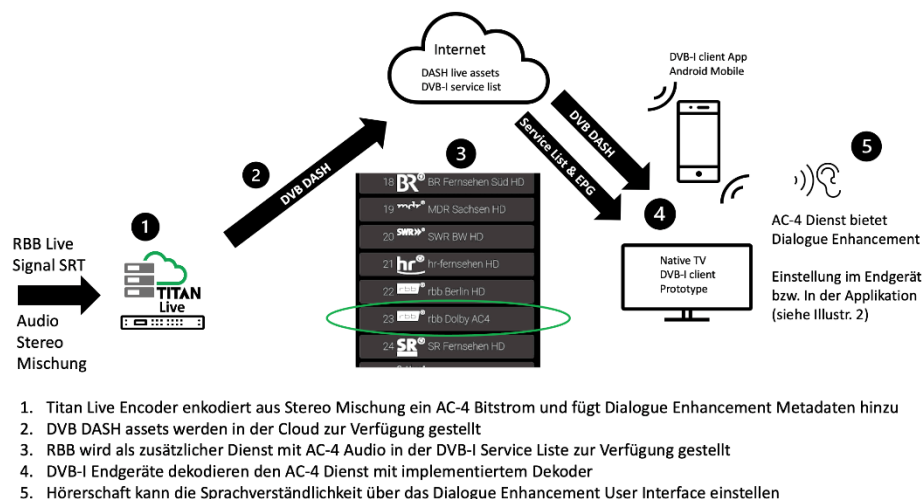 Internet
DASH live assets
DVB-I service list
DVB-I client App
Android Mobile
1
2
3
4
5
DVB DASH
Service List & EPG
DVB DASH
RBB Live
Signal SRT
Audio
Stereo
Mischung
TITAN
Live
18 BR BR Fernsehen Süd HD
19 mdr MDR Sachsen HD
20 SWR» SWR BW HD
21 hr hr-fernsehen HD
22 rbb rbb Berlin HD
23 rbb rbb Dolby AC4
24 SR SR Fernsehen HD
Native TV
DVB-I client
Prototype
AC-4 Dienst bietet
Dialogue Enhancement
Einstellung im Endgerät
bzw. In der Applikation
(siehe Illustr. 2)
1. Titan Live Encoder enkodiert aus Stereo Mischung ein AC-4 Bitstrom und fügt Dialogue Enhancement Metadaten hinzu
2. DVB DASH assets werden in der Cloud zur Verfügung gestellt
3. RBB wird als zusätzlicher Dienst mit AC-4 Audio in der DVB-I Service Liste zur Verfügung gestellt
4. DVB-I Endgeräte dekodieren den AC-4 Dienst mit implementiertem Dekoder
5. Hörerschaft kann die Sprachverständlichkeit über das Dialogue Enhancement User Interface einstellen